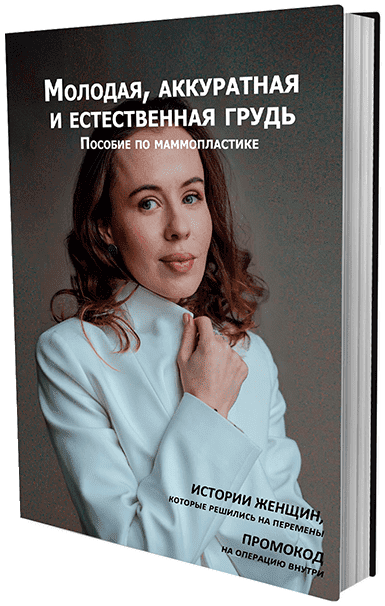 Молодая, аккуратная
и естественная грудь
Пособие по маммопластике
ИСТОРИИ ЖЕНЩИН,
КОТОРЫЕ РЕШИЛИСЬ НА ПЕРЕМЕНЫ
ПРОМОКОД
НА ОПЕРАЦИЮ ВНУТРИ